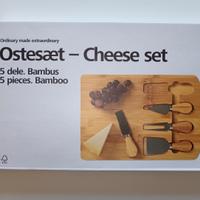 Ordinary made extraordinary
Ostesæt – Cheese set
5 dele. Bambus
5 pieces. Bamboo